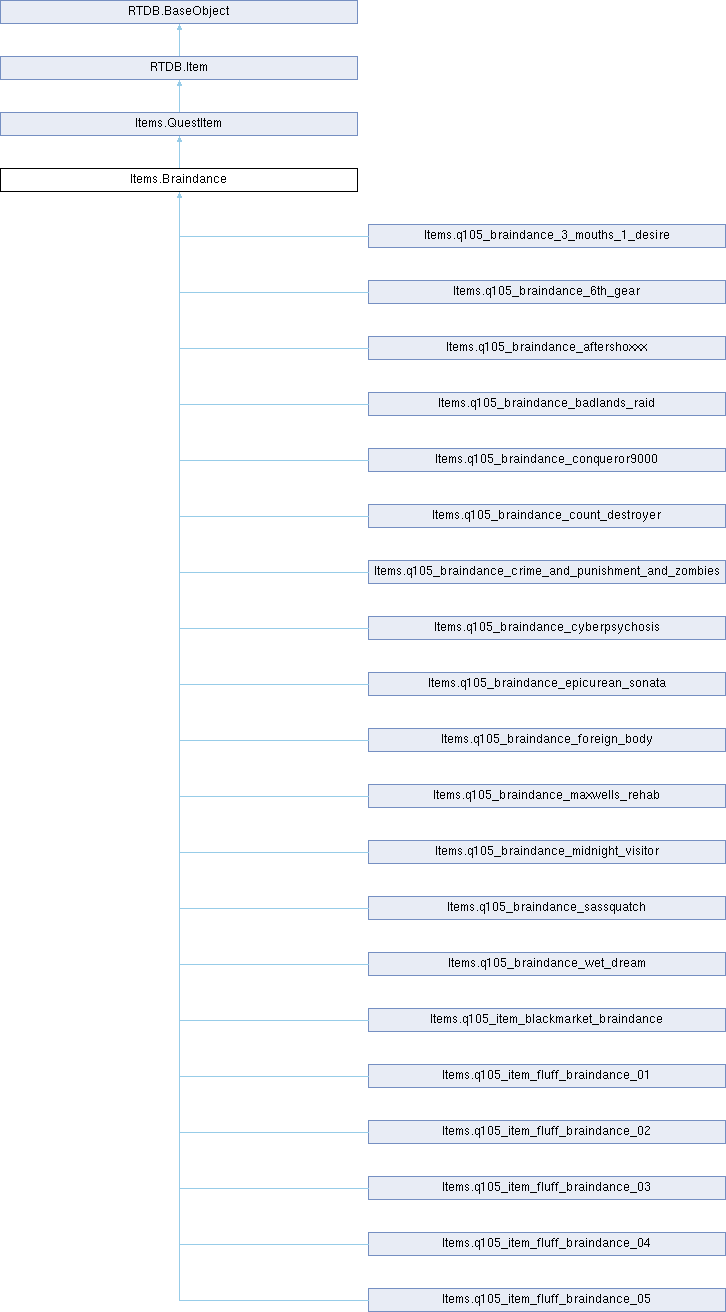 RTDB.BaseObject
RTDB.Item
Items.QuestItem
Items.Braindance
Items.q105_braindance_3_mouths_1_desire
Items.q105_braindance_6th_gear
Items.q105_braindance_aftershoxxx
Items.q105_braindance_badlands_raid
Items.q105_braindance_conqueror9000
Items.q105_braindance_count_destroyer
Items.q105_braindance_crime_and_punishment_and_zombies
Items.q105_braindance_cyberpsychosis
Items.q105_braindance_epicurean_sonata
Items.q105_braindance_foreign_body
Items.q105_braindance_maxwells_rehab
Items.q105_braindance_midnight_visitor
Items.q105_braindance_sassquatch
Items.q105_braindance_wet_dream
Items.q105_item_blackmarket_braindance
Items.q105_item_fluff_braindance_01
Items.q105_item_fluff_braindance_02
Items.q105_item_fluff_braindance_03
Items.q105_item_fluff_braindance_04
Items.q105_item_fluff_braindance_05